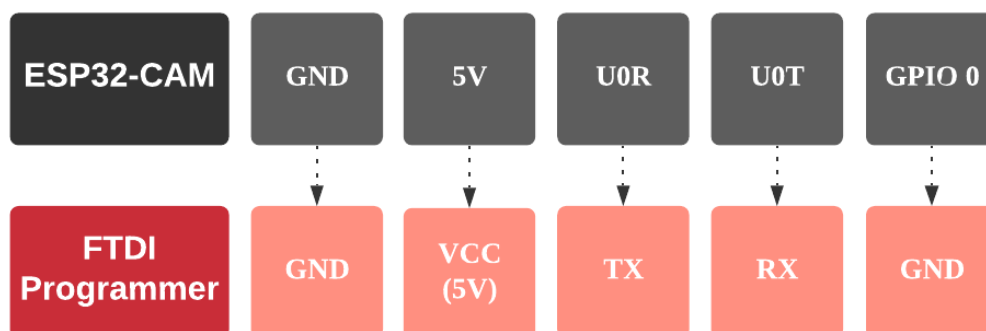 ESP32-CAM
GND
5V
U0R
U0T
GPIO 0
FTDI
Programmer
GND
VCC
(5V)
TX
RX
GND